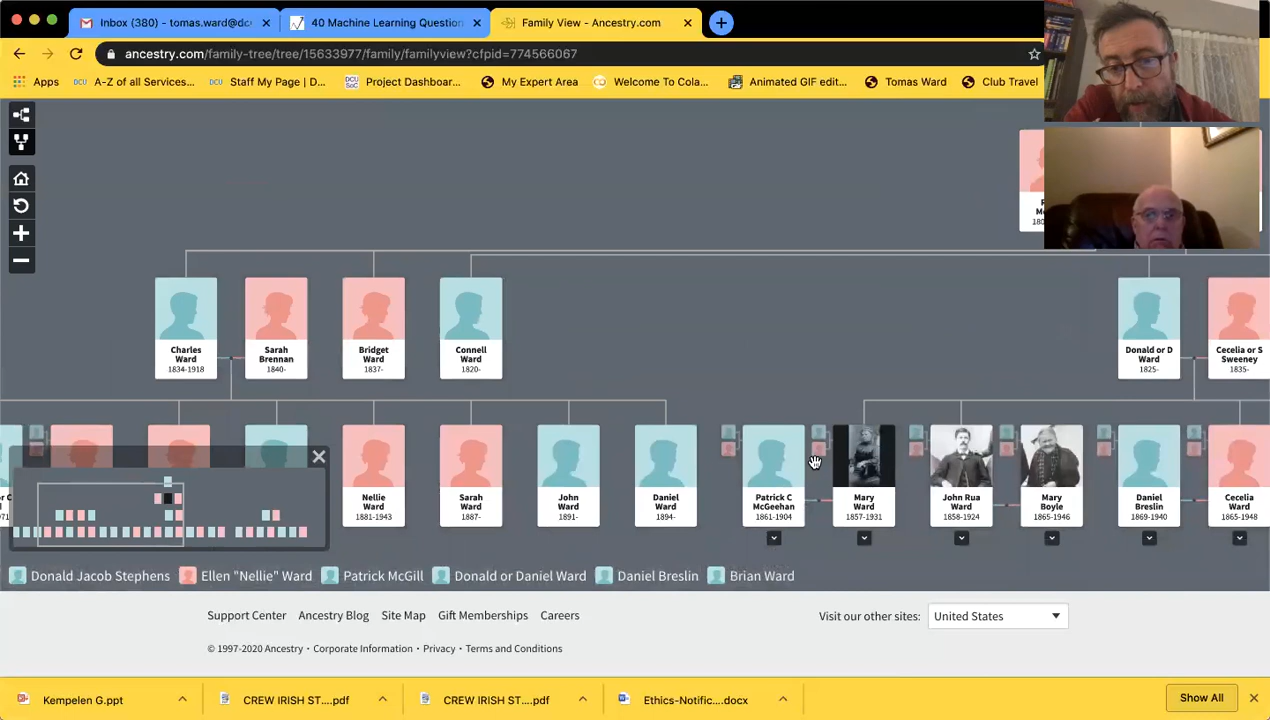 Inbox (380) - tomas.ward@dc
40 Machine Learning Question
Family View - Ancestry.com
ancestry.com/family-tree/tree/15633977/family/familyview?cfpid=774566067
Apps
DCU A-Z of all Services...
DCU Staff My Page | D...
DCU SoC Project Dashboar...
My Expert Area
Welcome To Cola...
Animated GIF edit...
Tomas Ward
Club Travel
Charles
Ward
1834-1918
Sarah
Brennan
1840-
Bridget
Ward
1837-
Connell
Ward
1820-
Donald or D
Ward
1825-
Cecelia or S
Sweeney
1835-
Nellie
Ward
1881-1943
Sarah
Ward
1887-
John
Ward
1891-
Daniel
Ward
1894-
Patrick C
McGeehan
1861-1904
Mary
Ward
1857-1931
John Rua
Ward
1858-1924
Mary
Boyle
1865-1946
Daniel
Breslin
1869-1940
Cecelia
Ward
1865-1948
Donald Jacob Stephens
Ellen "Nellie" Ward
Patrick McGill
Donald or Daniel Ward
Daniel Breslin
Brian Ward
Support Center
Ancestry Blog
Site Map
Gift Memberships
Careers
Visit our other sites:
United States
© 1997-2020 Ancestry · Corporate Information · Privacy · Terms and Conditions
Kempelen G.ppt
CREW IRISH ST....pdf
CREW IRISH ST....pdf
Ethics-Notific....docx
Show All